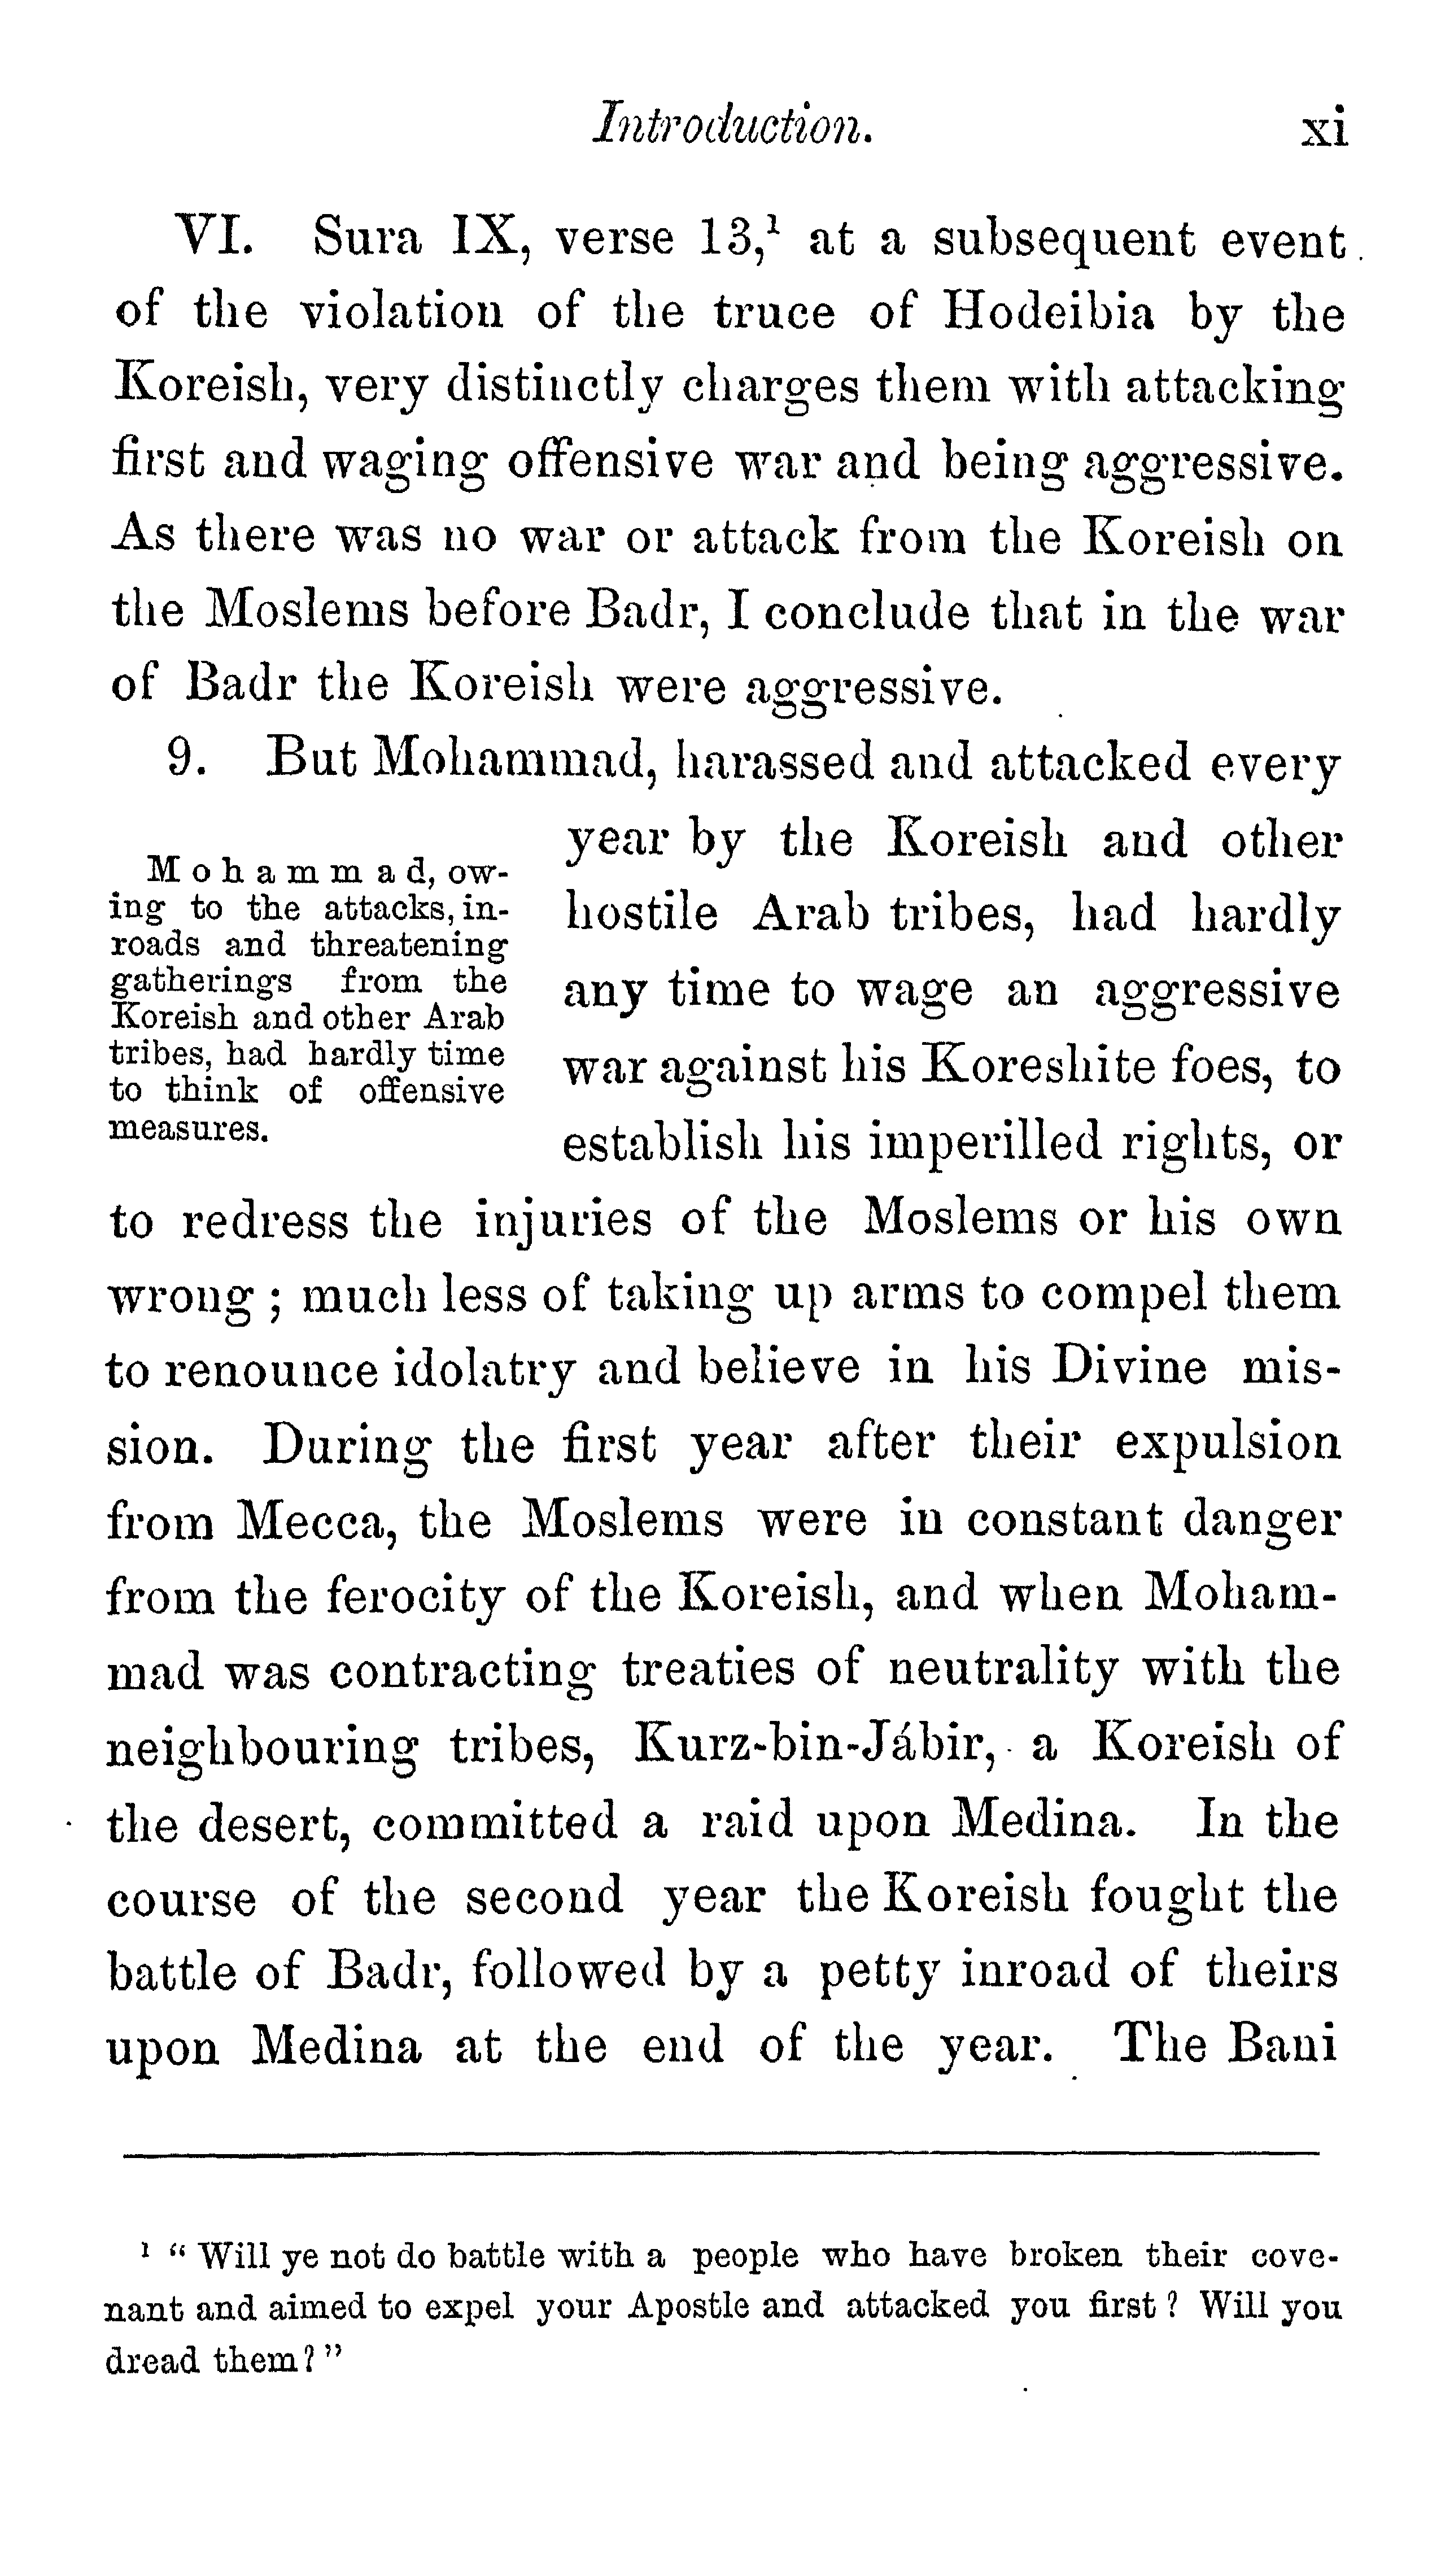 Introduction. xi
VI. Sura IX, verse 13,¹ at a subsequent event
of the violation of the truce of Hodeibia by the
Koreish, very distinctly charges them with attacking
first and waging offensive war and being aggressive.
As there was no war or attack from the Koreish on
the Moslems before Badr, I conclude that in the war
of Badr the Koreish were aggressive.
9. But Mohammad, harassed and attacked every
Mohammad, ow-
ing to the attacks, in-
roads and threatening
gatherings from the
Koreish and other Arab
tribes, had hardly time
to think of offensive
measures.
year by the Koreish and other
hostile Arab tribes, had hardly
any time to wage an aggressive
war against his Koreshite foes, to
establish his imperilled rights, or
to redress the injuries of the Moslems or his own
wrong ; much less of taking up arms to compel them
to renounce idolatry and believe in his Divine mis-
sion. During the first year after their expulsion
from Mecca, the Moslems were in constant danger
from the ferocity of the Koreish, and when Moham-
mad was contracting treaties of neutrality with the
neighbouring tribes, Kurz-bin-Jábir, a Koreish of
the desert, committed a raid upon Medina. In the
course of the second year the Koreish fought the
battle of Badr, followed by a petty inroad of theirs
upon Medina at the end of the year. The Bani
¹ “ Will ye not do battle with a people who have broken their cove-
nant and aimed to expel your Apostle and attacked you first ? Will you
dread them? ”